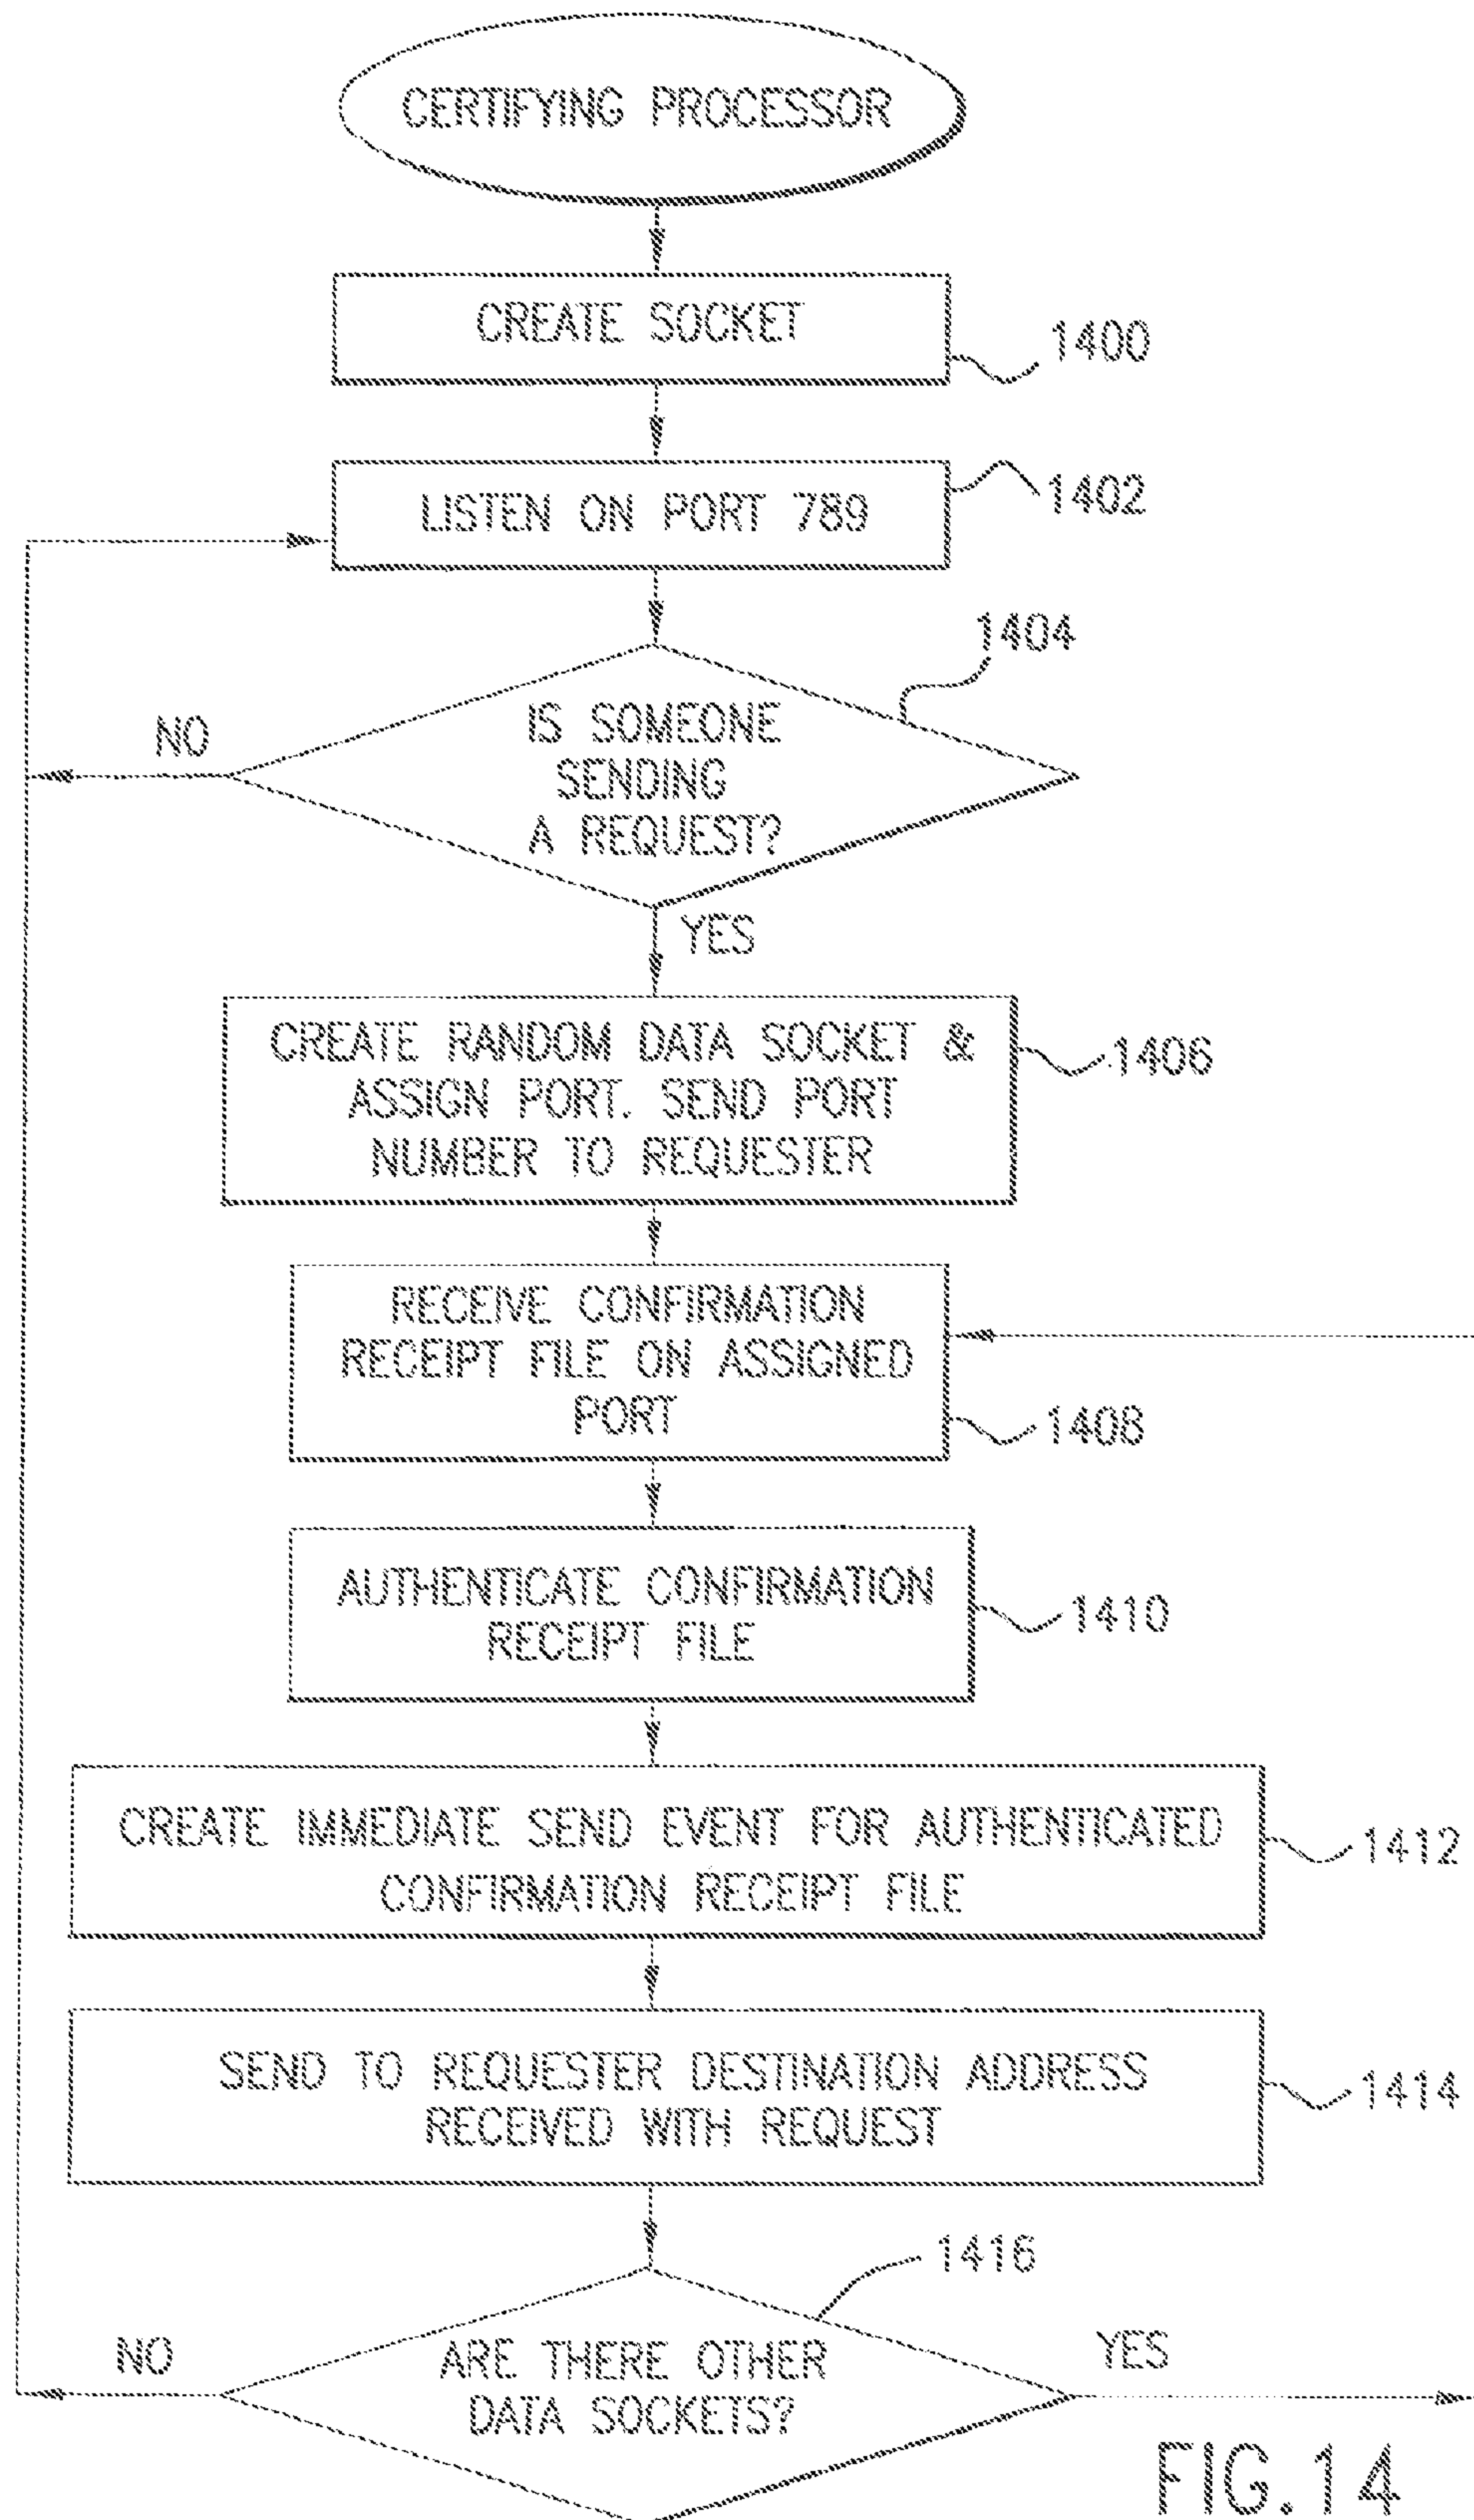 CERTIFYING PROCESSOR
CREATE SOCKET
1400
LISTEN ON PORT 789
1402
1404
IS SOMEONE
SENDING
A REQUEST?
NO
YES
CREATE RANDOM DATA SOCKET &
ASSIGN PORT. SEND PORT
NUMBER TO REQUESTER
1406
RECEIVE CONFIRMATION
RECEIPT FILE ON ASSIGNED
PORT
1408
AUTHENTICATE CONFIRMATION
RECEIPT FILE
1410
CREATE IMMEDIATE SEND EVENT FOR AUTHENTICATED
CONFIRMATION RECEIPT FILE
1412
SEND TO REQUESTER DESTINATION ADDRESS
RECEIVED WITH REQUEST
1414
1416
ARE THERE OTHER
DATA SOCKETS?
NO
YES
FIG.14